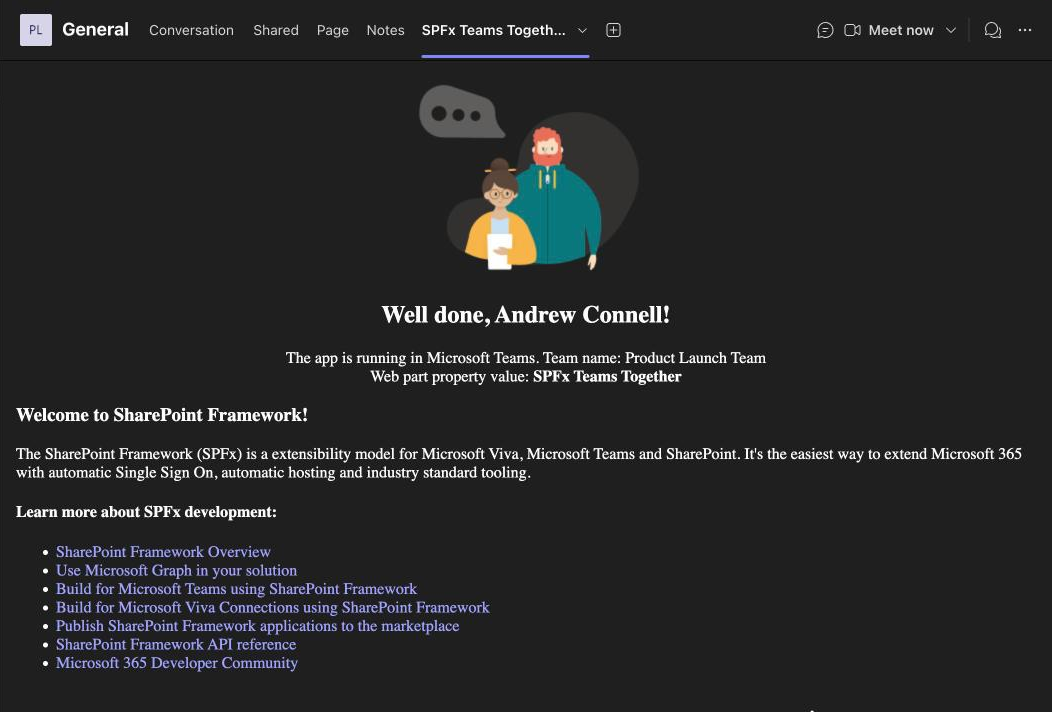 PL General Conversation Shared Page Notes SPFx Teams Togeth... Meet now
Well done, Andrew Connell!
The app is running in Microsoft Teams. Team name: Product Launch Team
Web part property value: SPFx Teams Together
Welcome to SharePoint Framework!
The SharePoint Framework (SPFx) is a extensibility model for Microsoft Viva, Microsoft Teams and SharePoint. It's the easiest way to extend Microsoft 365
with automatic Single Sign On, automatic hosting and industry standard tooling.
Learn more about SPFx development:
SharePoint Framework Overview
Use Microsoft Graph in your solution
Build for Microsoft Teams using SharePoint Framework
Build for Microsoft Viva Connections using SharePoint Framework
Publish SharePoint Framework applications to the marketplace
SharePoint Framework API reference
Microsoft 365 Developer Community